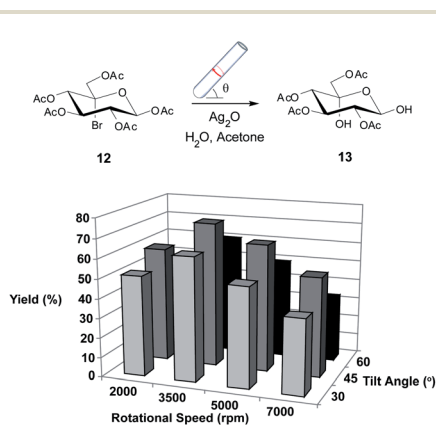 OAc
AcO
AcO
O
OAc
Br
OAc
12
θ
Ag2O
H2O, Acetone
OAc
AcO
AcO
O
OH
OH
OAc
13
80
70
60
50
40
30
20
10
0
Yield (%)
2000
3500
5000
7000
Rotational Speed (rpm)
60
45
30
Tilt Angle (º)